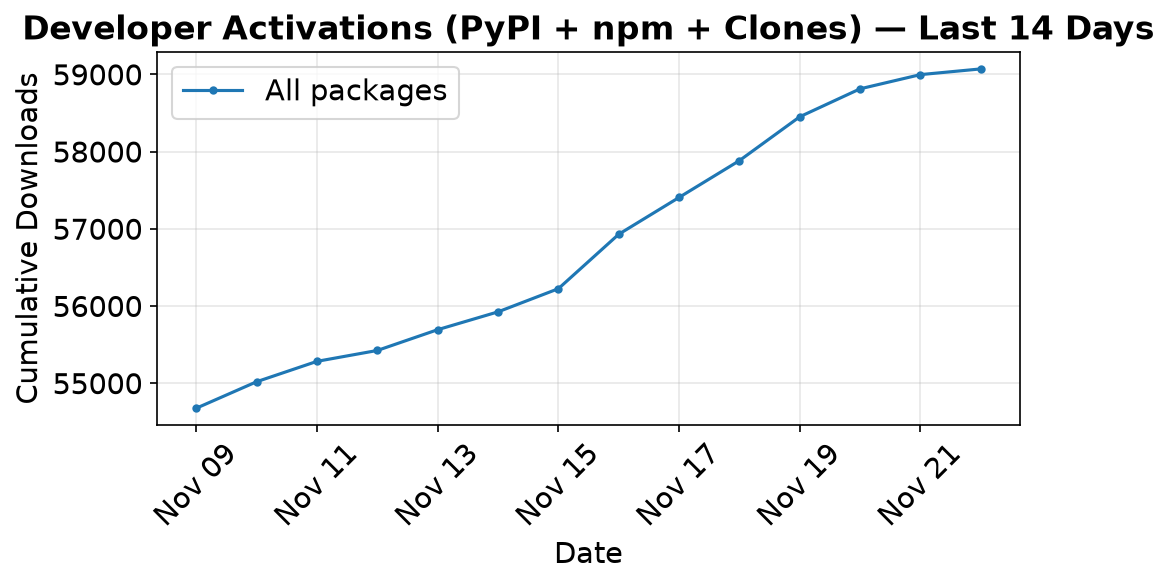 Developer Activations (PyPI + npm + Clones) — Last 14 Days
All packages
Cumulative Downloads
59000
58000
57000
56000
55000
Nov 09
Nov 11
Nov 13
Nov 15
Nov 17
Nov 19
Nov 21
Date